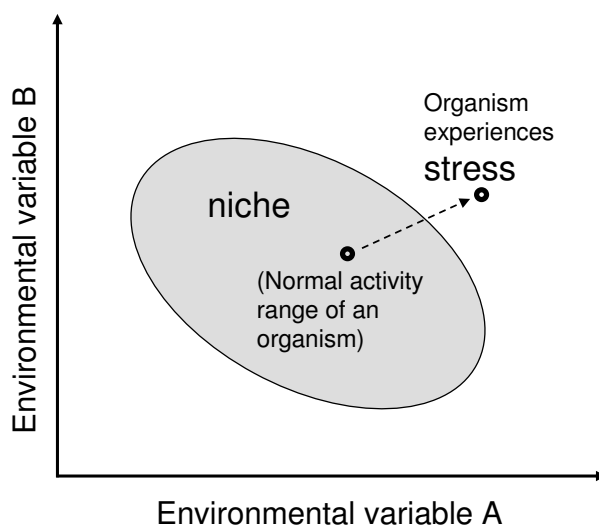 Environmental variable B
Organism
experiences
stress
niche
(Normal activity
range of an
organism)
Environmental variable A